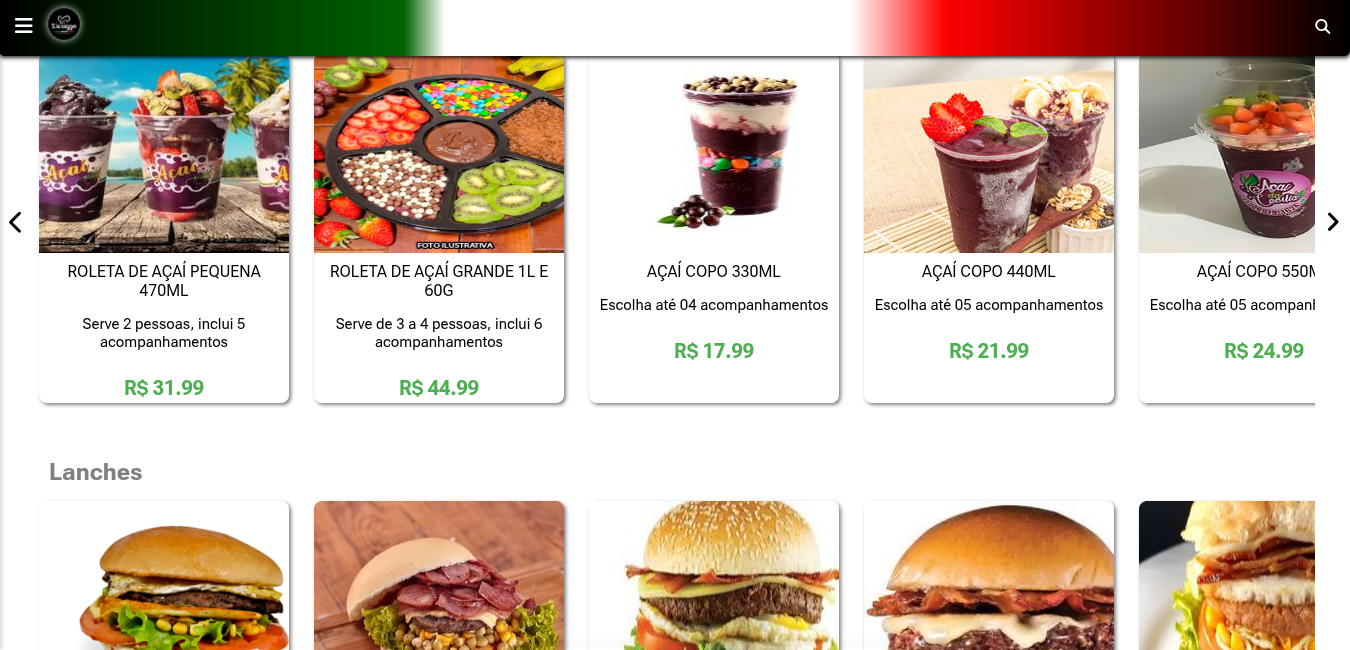 Açaí
Açaí
FOTO ILUSTRATIVA
Açaí
da
Cecília
ROLETA DE AÇAÍ PEQUENA
470ML
Serve 2 pessoas, inclui 5
acompanhamentos
R$ 31.99
ROLETA DE AÇAÍ GRANDE 1L E
60G
Serve de 3 a 4 pessoas, inclui 6
acompanhamentos
R$ 44.99
AÇAÍ COPO 330ML
Escolha até 04 acompanhamentos
R$ 17.99
AÇAÍ COPO 440ML
Escolha até 05 acompanhamentos
R$ 21.99
AÇAÍ COPO 550M
Escolha até 05 acompan
R$ 24.99
Lanches